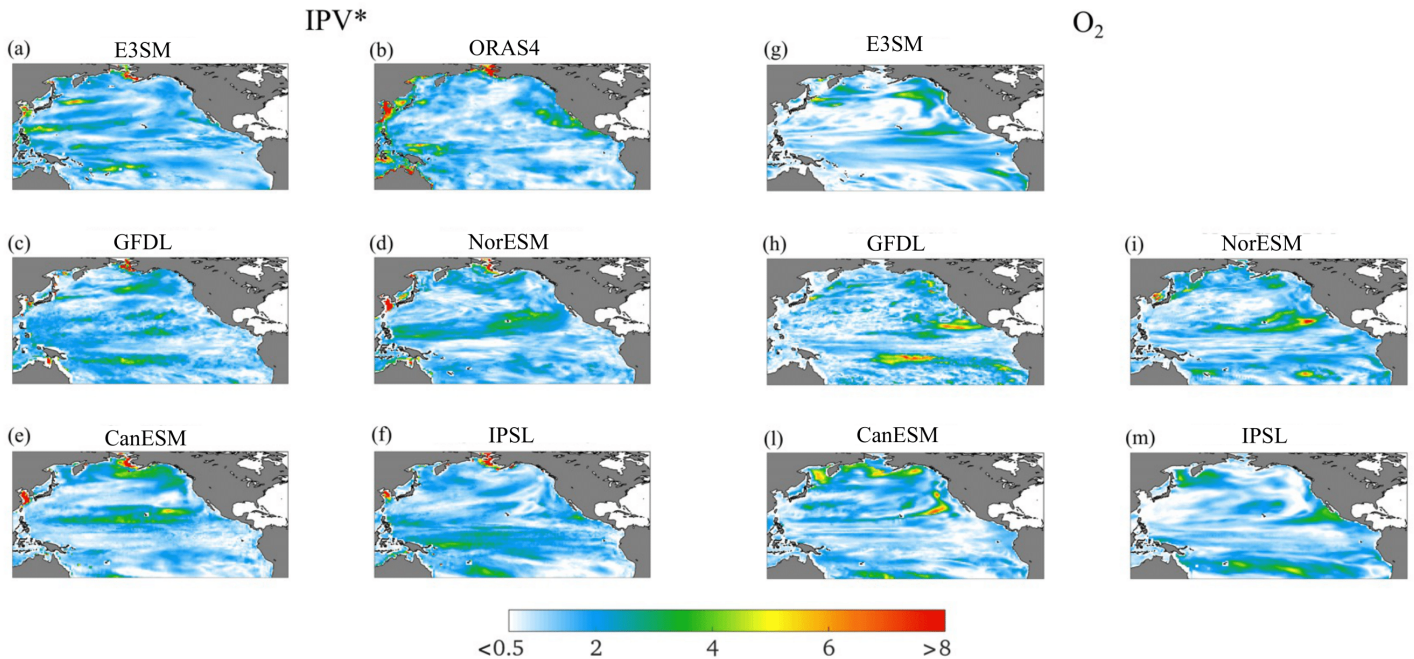 IPV* O₂
(a) E3SM (b) ORAS4 (g) E3SM
(c) GFDL (d) NorESM (h) GFDL (i) NorESM
(e) CanESM (f) IPSL (l) CanESM (m) IPSL
<0.5 2 4 6 >8